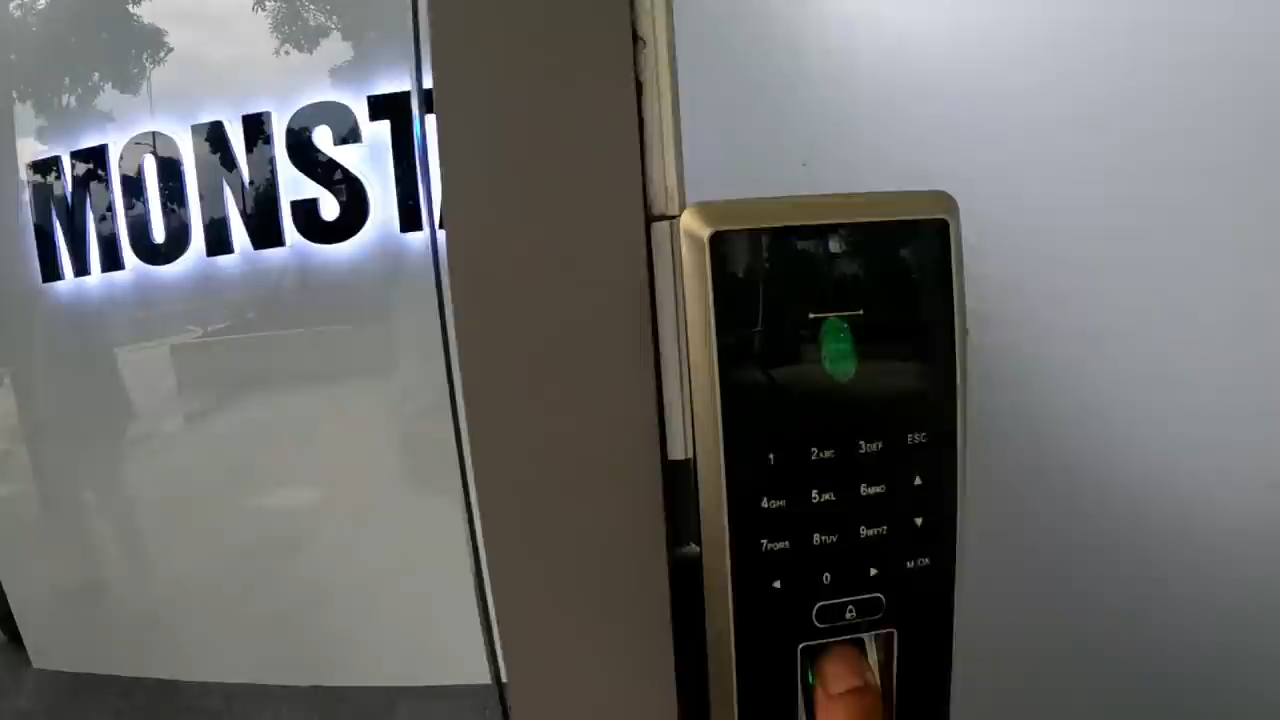 MONST
1 2ABC 3DEF ESC
4GHI 5JKL 6MNO
7PQRS 8TUV 9WXYZ
0 M/OK